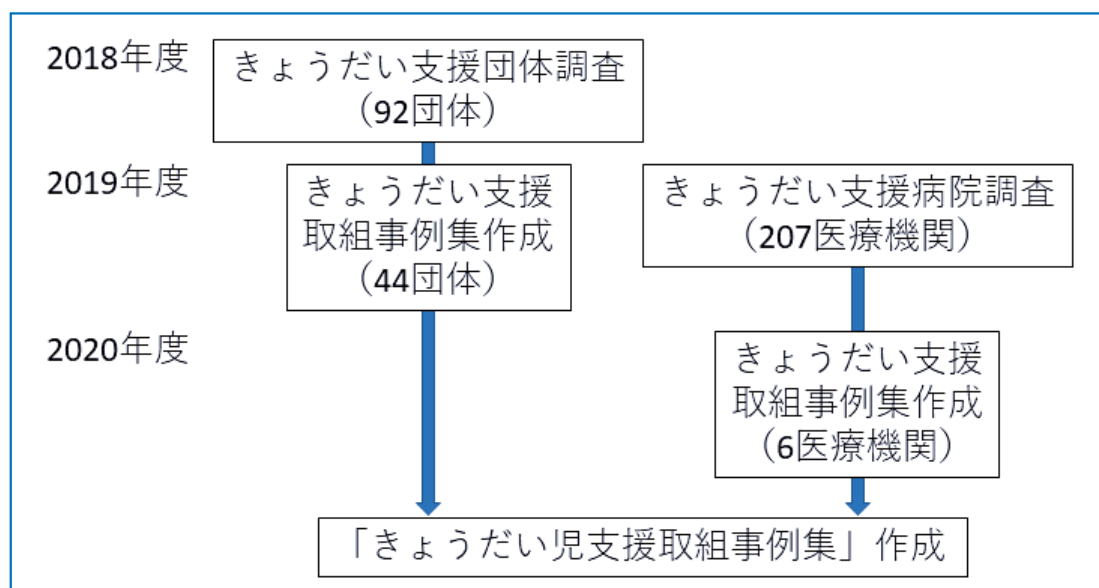 2018年度
きょうだい支援団体調査
（92団体）
2019年度
きょうだい支援
取組事例集作成
（44団体）
きょうだい支援病院調査
（207医療機関）
2020年度
きょうだい支援
取組事例集作成
（6医療機関）
「きょうだい児支援取組事例集」作成